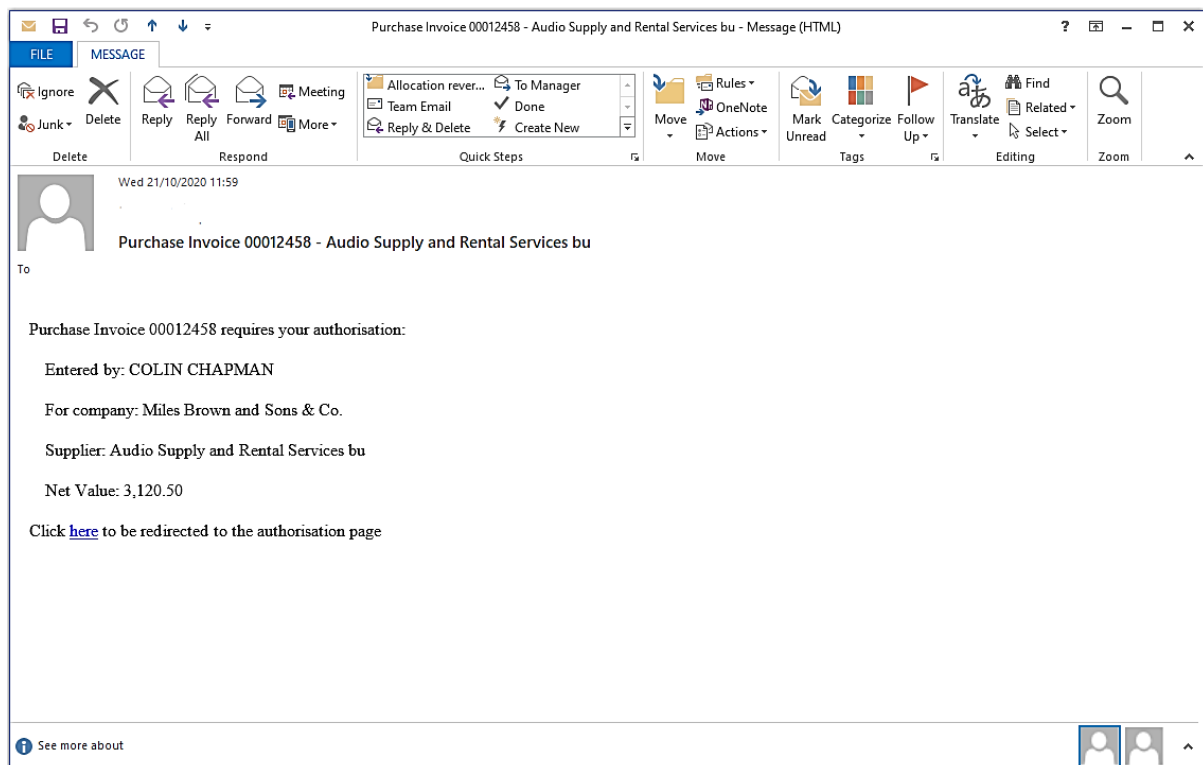 Purchase Invoice 00012458 - Audio Supply and Rental Services bu - Message (HTML)
?
FILE
MESSAGE
Ignore
Junk
Delete
Reply
Reply All
Forward
Meeting
More
Allocation rever...
To Manager
Team Email
Done
Reply & Delete
Create New
Move
Rules
OneNote
Actions
Mark Unread
Categorize
Follow Up
Translate
Find
Related
Select
Zoom
Delete
Respond
Quick Steps
Move
Tags
Editing
Zoom
Wed 21/10/2020 11:59
Purchase Invoice 00012458 - Audio Supply and Rental Services bu
To
Purchase Invoice 00012458 requires your authorisation:
Entered by: COLIN CHAPMAN
For company: Miles Brown and Sons & Co.
Supplier: Audio Supply and Rental Services bu
Net Value: 3,120.50
Click here to be redirected to the authorisation page
See more about